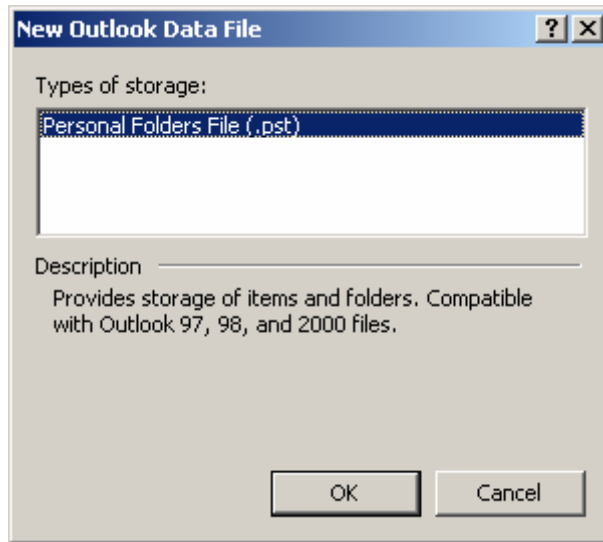 New Outlook Data File
Types of storage:
Personal Folders File (.pst)
Description
Provides storage of items and folders. Compatible
with Outlook 97, 98, and 2000 files.
OK Cancel